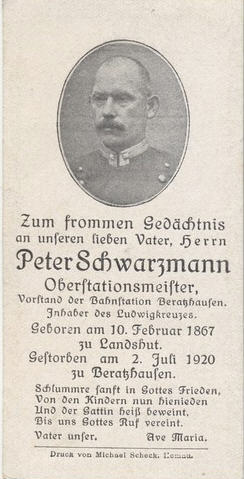 Zum frommen Gedächtnis
an unseren lieben Vater, Herrn
Peter Schwarzmann
Oberstationsmeister,
Vorstand der Bahnstation Beratzhausen.
Inhaber des Ludwigkreuzes.
Geboren am 10. Februar 1867
zu Landshut.
Gestorben am 2. Juli 1920
zu Beratzhausen.
Schlummre sanft in Gottes Frieden,
Von den Kindern nun hienieden
Und der Gattin heiß beweint,
Bis uns Gottes Ruf vereint.
Vater unser. Ave Maria.
Druck von Michael Scheck, Hemau.